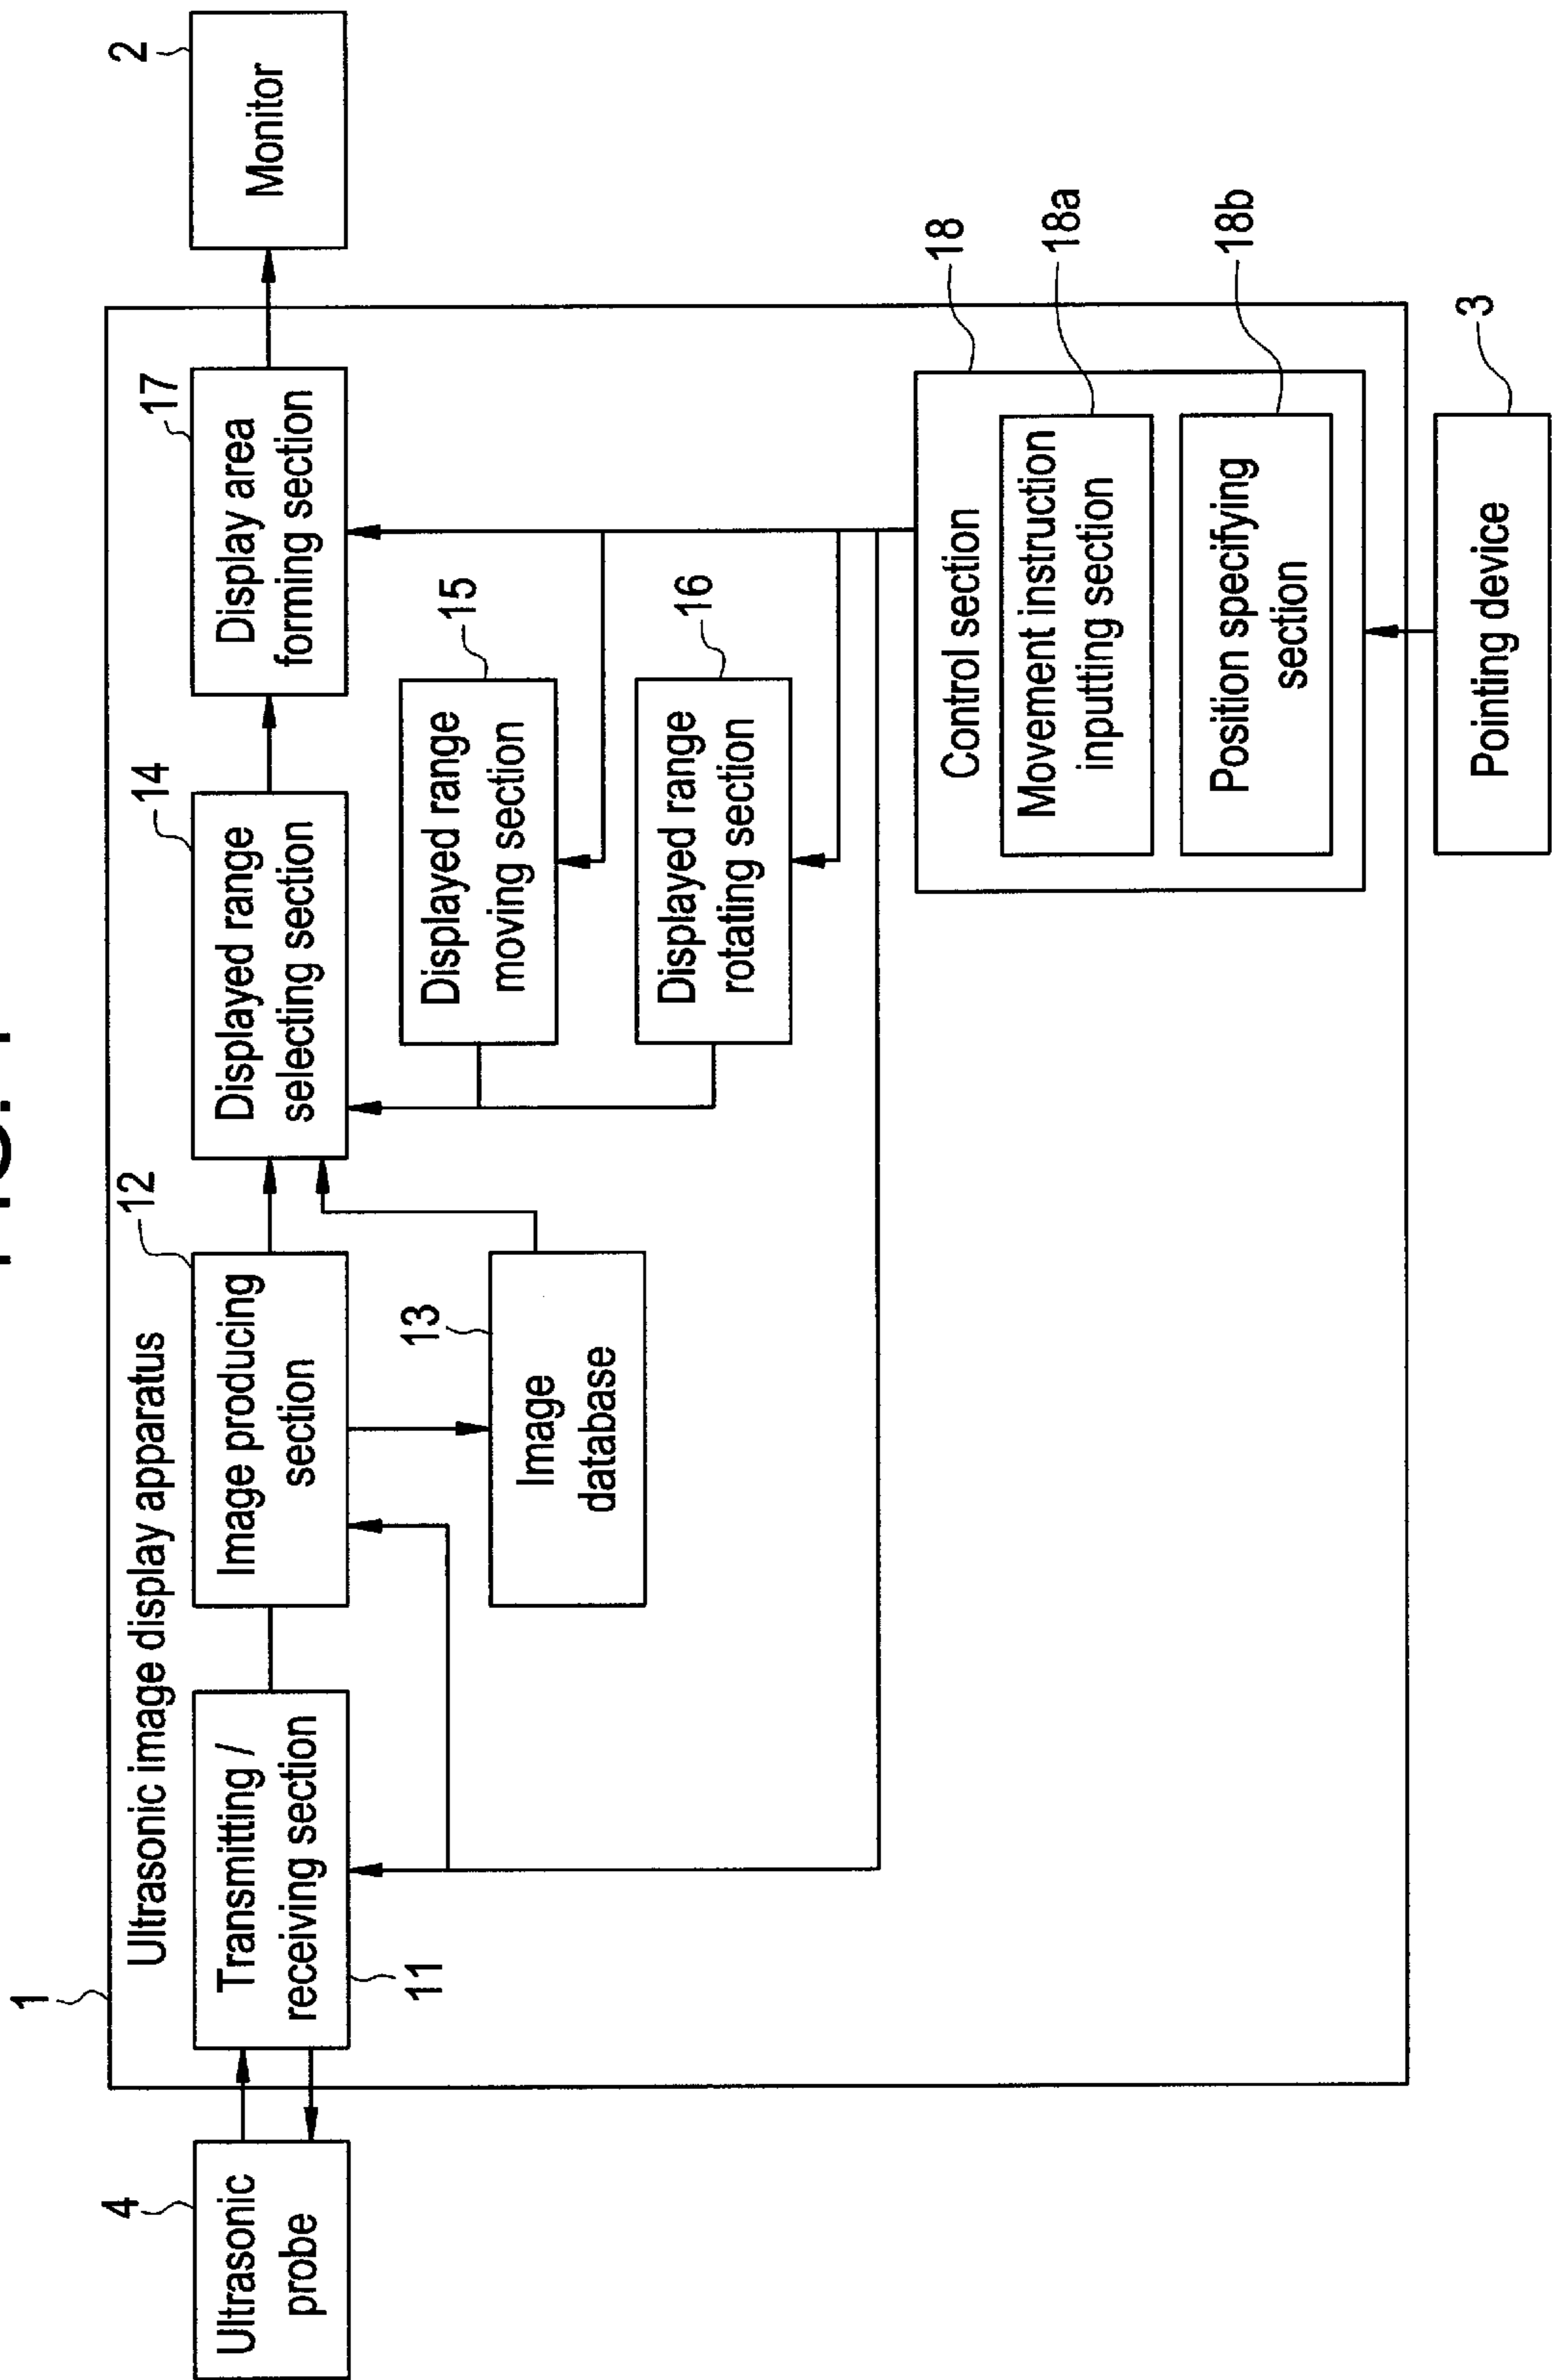 1
Ultrasonic image display apparatus
4
Ultrasonic
probe
Transmitting /
receiving section
11
12
Image producing
section
13
Image
database
14
Displayed range
selecting section
15
Displayed range
moving section
16
Displayed range
rotating section
17
Display area
forming section
2
Monitor
18
Control section
18a
Movement instruction
inputting section
18b
Position specifying
section
3
Pointing device